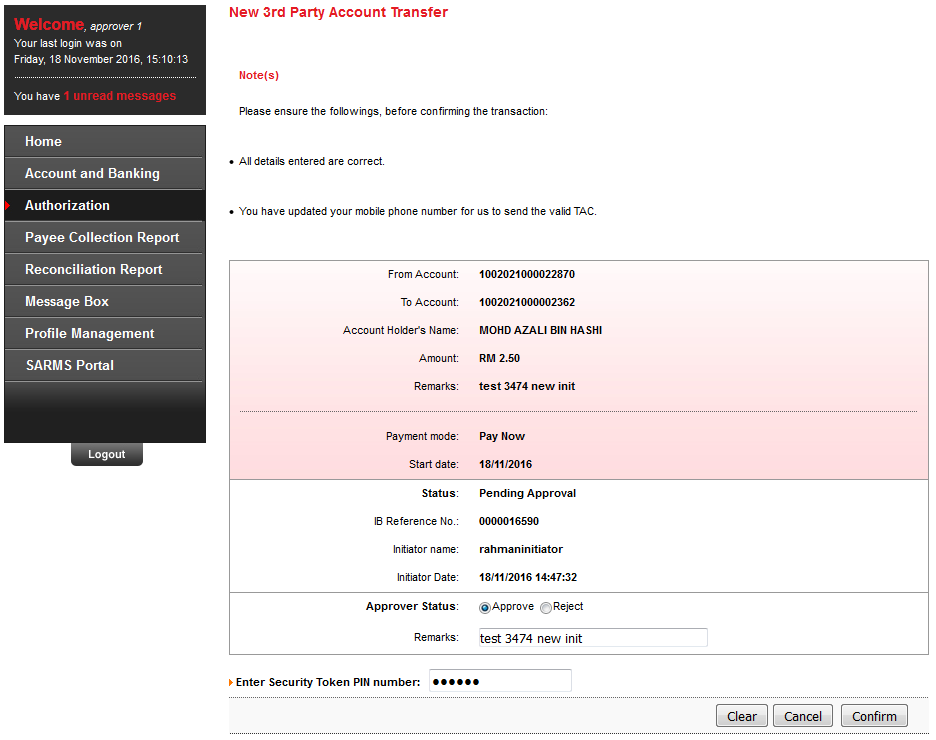 Welcome, approver 1
Your last login was on
Friday, 18 November 2016, 15:10:13
You have 1 unread messages
Home
Account and Banking
Authorization
Payee Collection Report
Reconciliation Report
Message Box
Profile Management
SARMS Portal
Logout
New 3rd Party Account Transfer
Note(s)
Please ensure the followings, before confirming the transaction:
• All details entered are correct.
• You have updated your mobile phone number for us to send the valid TAC.
From Account: 1002021000022870
To Account: 1002021000002362
Account Holder's Name: MOHD AZALI BIN HASHI
Amount: RM 2.50
Remarks: test 3474 new init
Payment mode: Pay Now
Start date: 18/11/2016
Status: Pending Approval
IB Reference No.: 0000016590
Initiator name: rahmaninitiator
Initiator Date: 18/11/2016 14:47:32
Approver Status: Approve Reject
Remarks: test 3474 new init
Enter Security Token PIN number: ●●●●●●
Clear Cancel Confirm